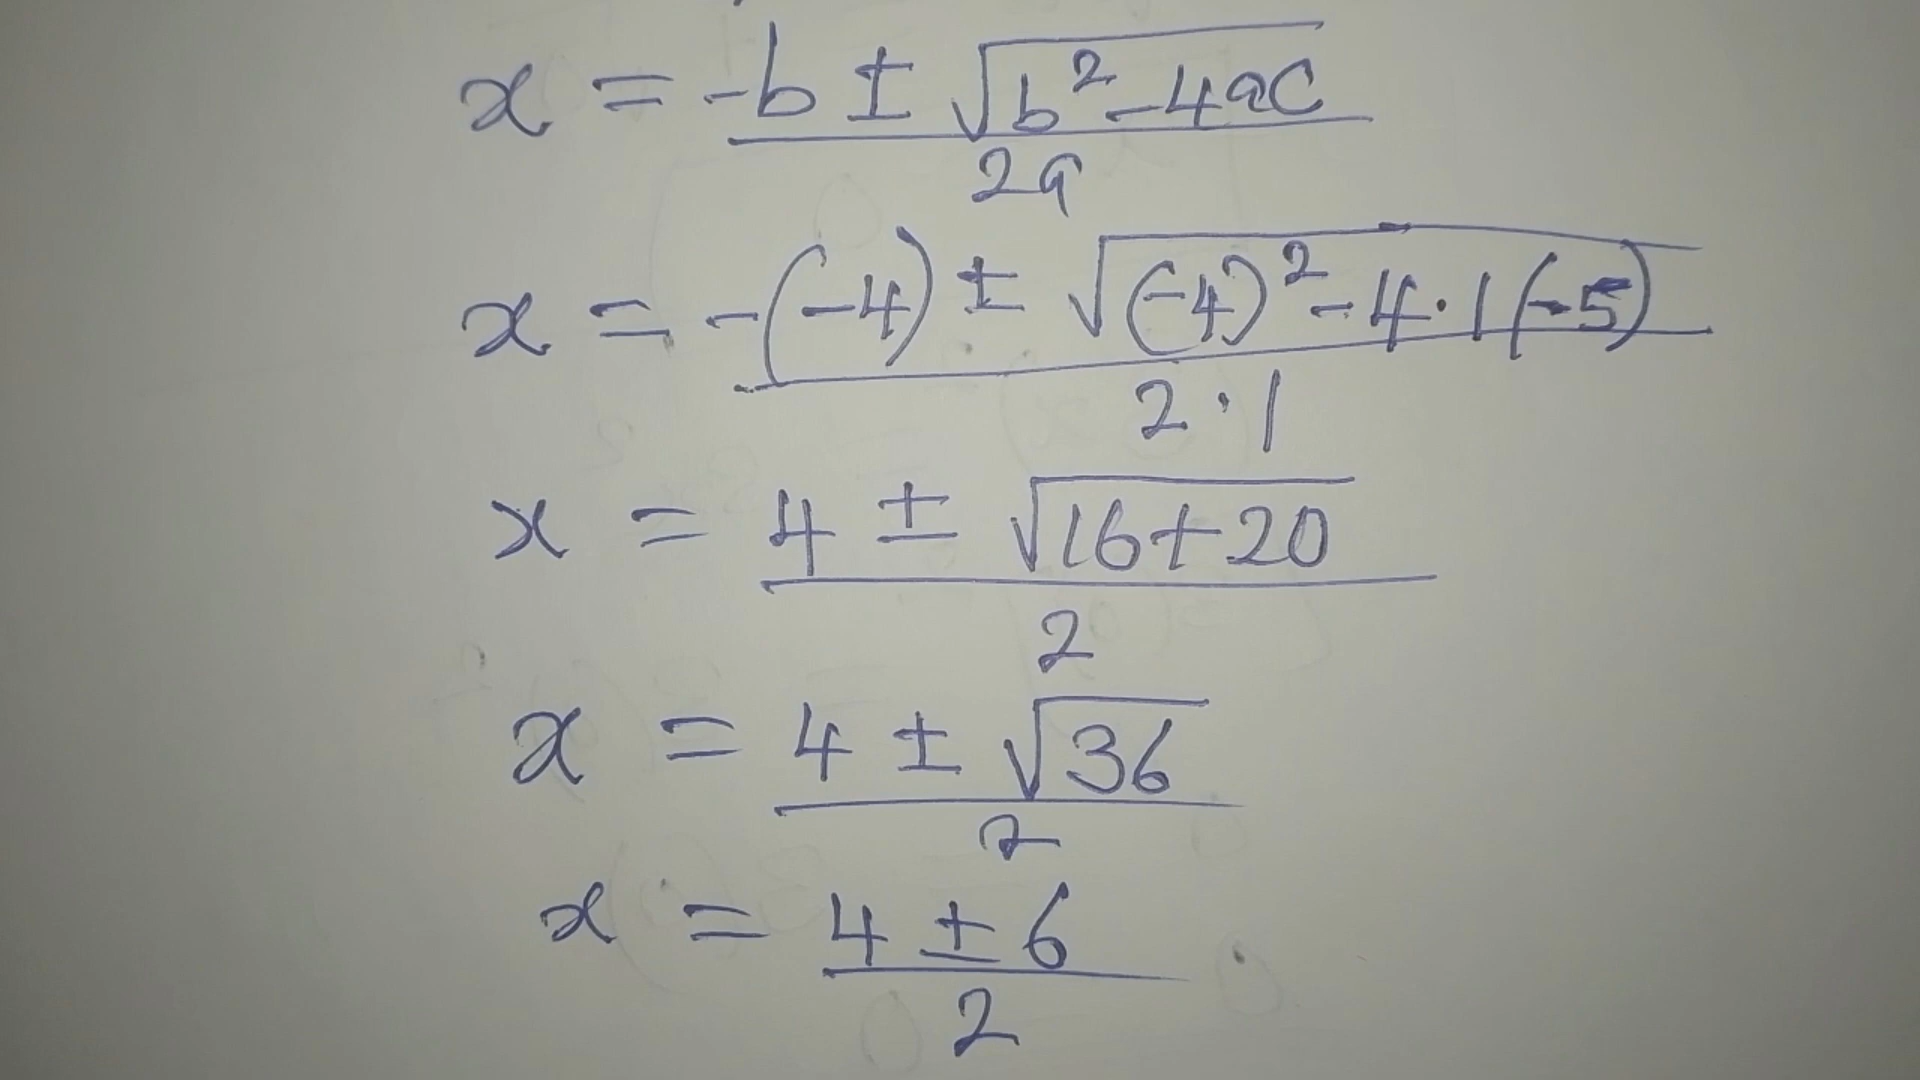 x = -b ± √(b² - 4ac)
2a
x = -(-4) ± √((-4)² - 4·1(-5)
2·1
x = 4 ± √(16+20)
2
x = 4 ± √36
2
x = 4 ± 6
2